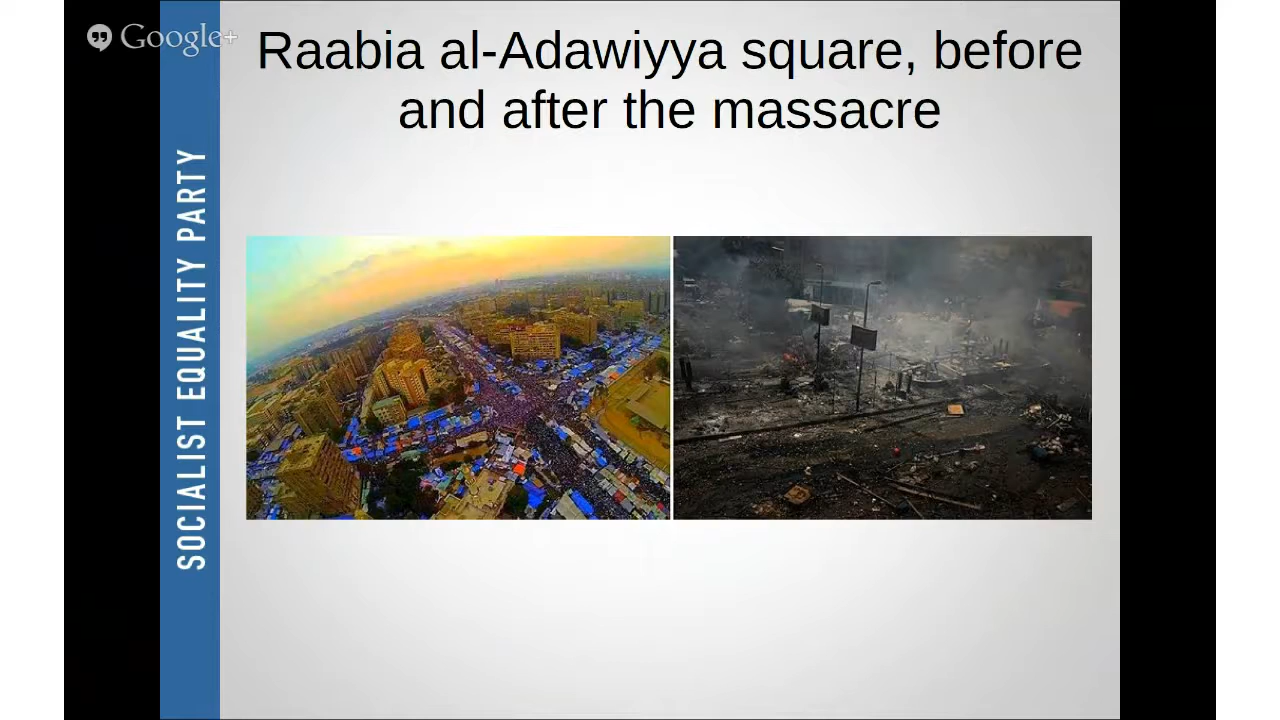 Google+
Raabia al-Adawiyya square, before
and after the massacre
SOCIALIST EQUALITY PARTY